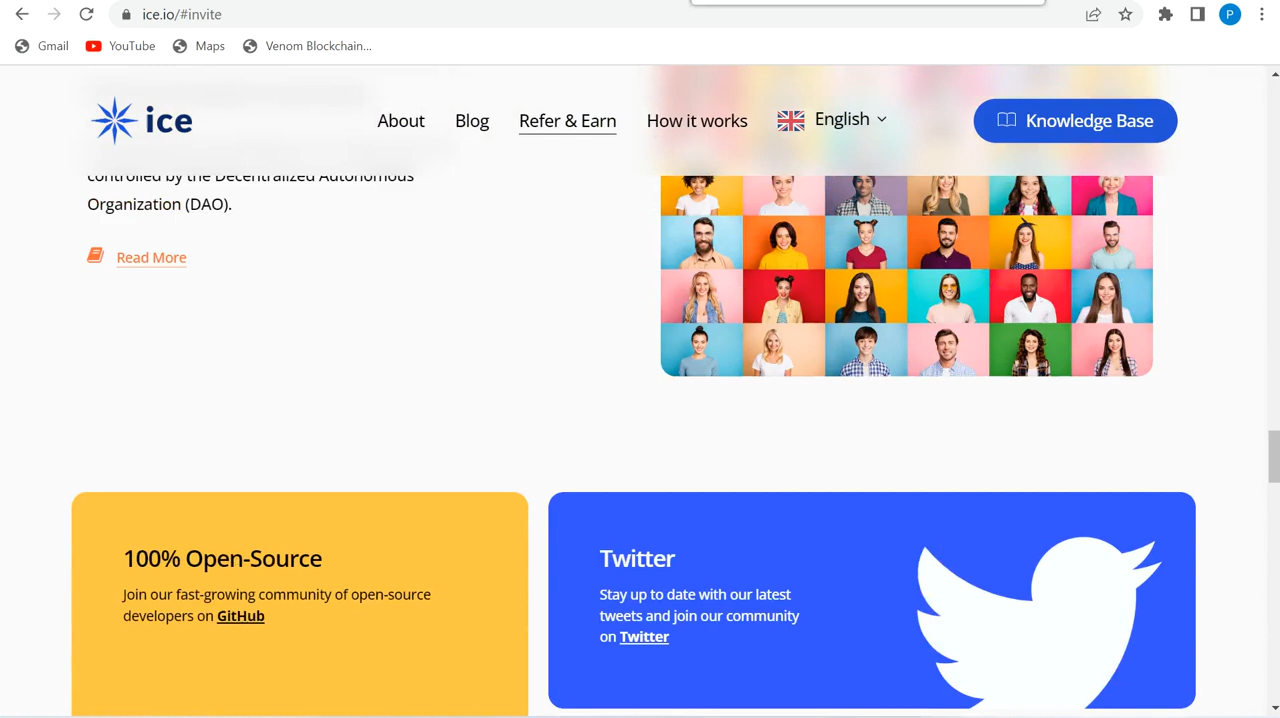 ice.io/#invite
P
Gmail
YouTube
Maps
Venom Blockchain...
ice
About
Blog
Refer & Earn
How it works
English
Knowledge Base
controlled by the Decentralized Autonomous
Organization (DAO).
Read More
100% Open-Source
Join our fast-growing community of open-source
developers on GitHub
Twitter
Stay up to date with our latest
tweets and join our community
on Twitter